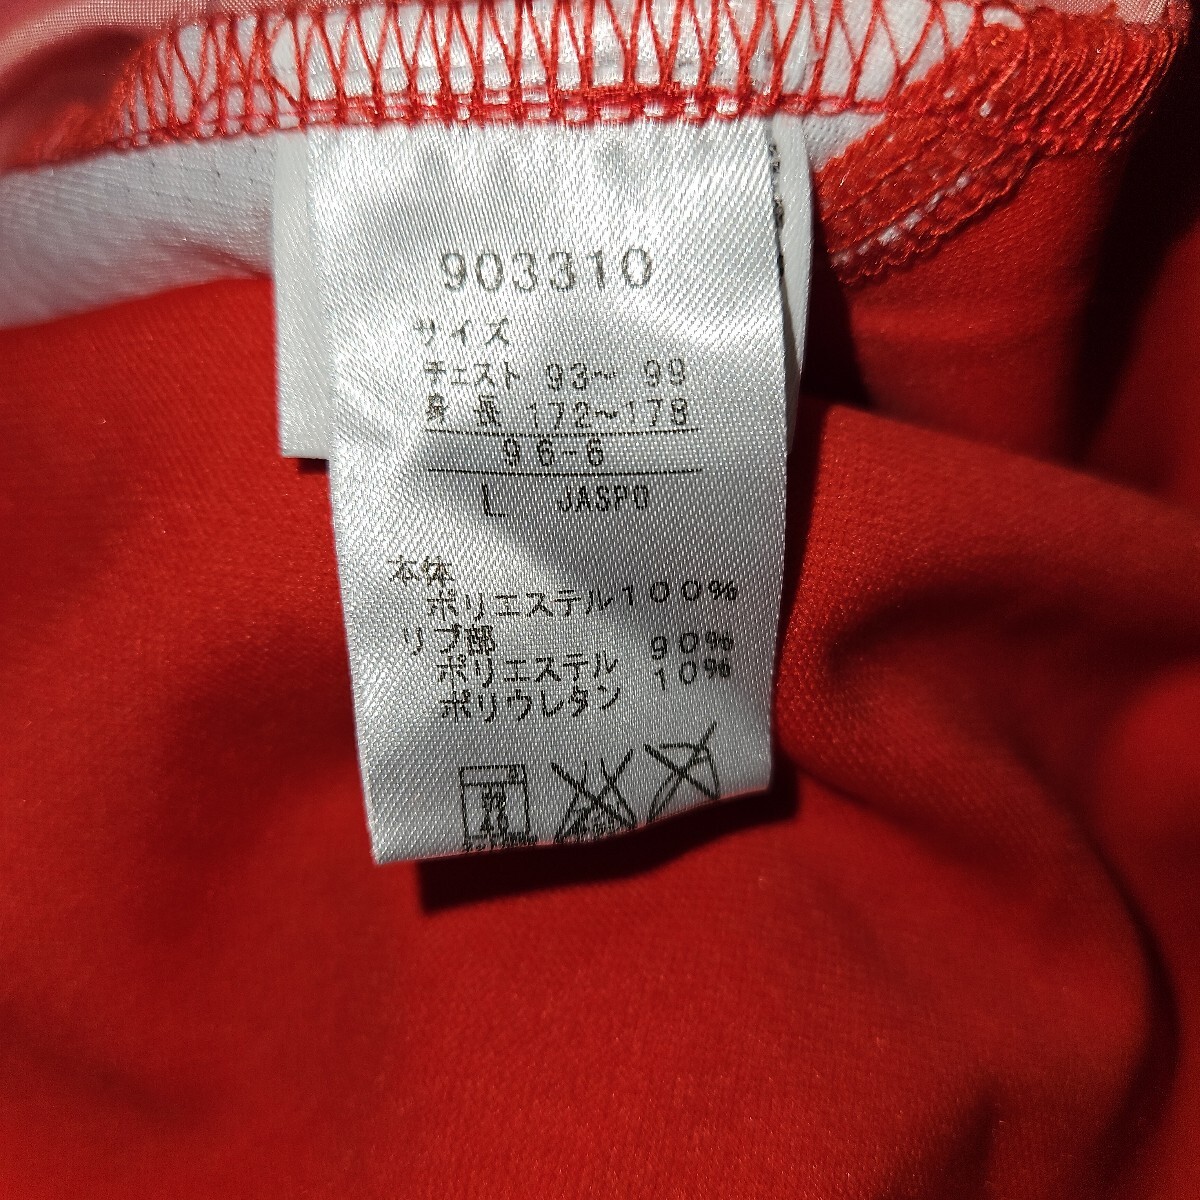 903310
サイズ
チェスト 93～ 99
身 長 172～178
96-6
L JASPO
本体
ポリエステル100%
リブ部
ポリエステル 90%
ポリウレタン 10%